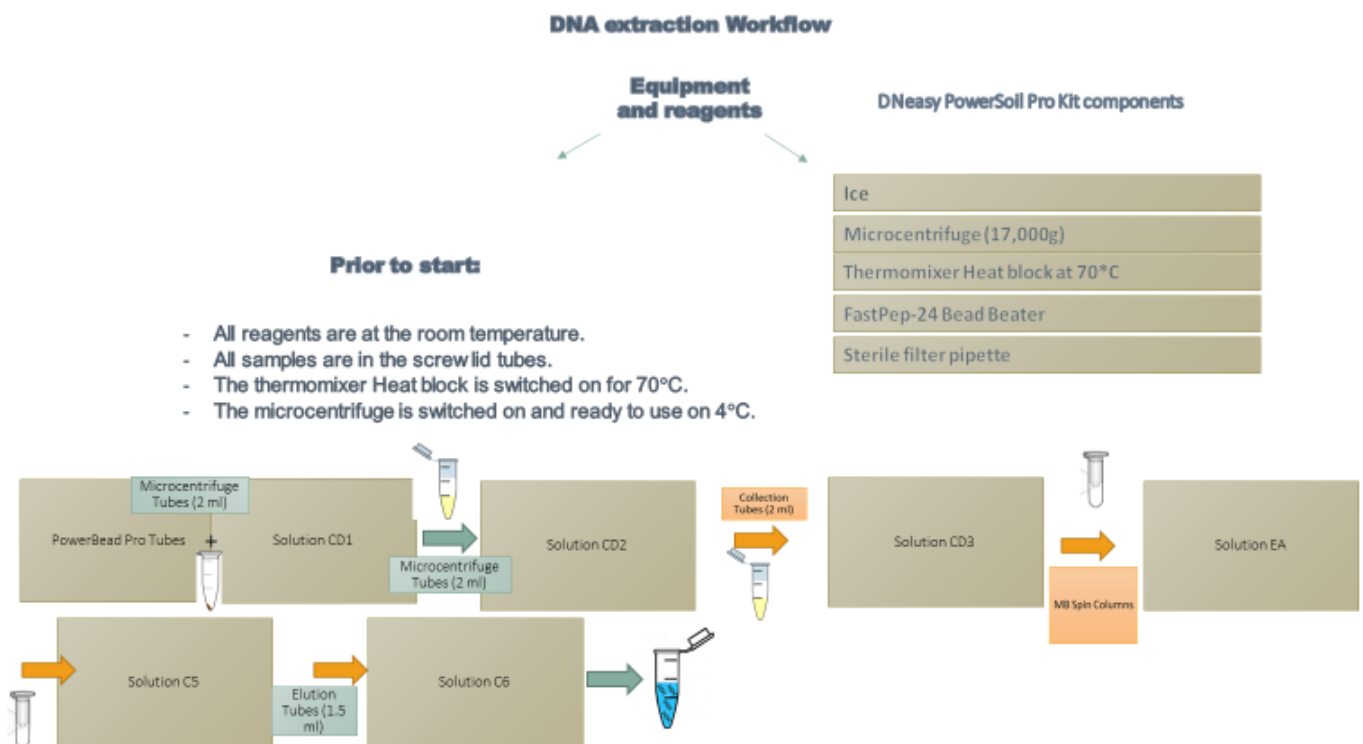 DNA extraction Workflow
Equipment
and reagents
DNeasy PowerSoil Pro Kit components
Ice
Microcentrifuge (17,000g)
Thermomixer Heat block at 70*C
FastPep-24 Bead Beater
Sterile filter pipette
Prior to start:
- All reagents are at the room temperature.
- All samples are in the screw lid tubes.
- The thermomixer Heat block is switched on for 70°C.
- The microcentrifuge is switched on and ready to use on 4°C.
Microcentrifuge
Tubes (2 ml)
PowerBead Pro Tubes
+
Solution CD1
Microcentrifuge
Tubes (2 ml)
Solution CD2
Collection
Tubes (2 ml)
Solution CD3
MB Spin Columns
Solution EA
Solution C5
Elution
Tubes (1.5
ml)
Solution C6